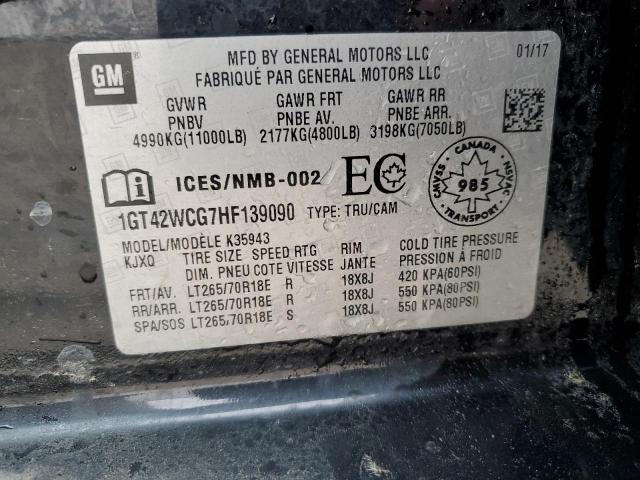 GM
MFD BY GENERAL MOTORS LLC 01/17
FABRIQUÉ PAR GENERAL MOTORS LLC
GVWR GAWR FRT GAWR RR
PNBV PNBE AV. PNBE ARR.
4990KG(11000LB) 2177KG(4800LB) 3198KG(7050LB)
ICES/NMB-002 EC
CANADA
CMVSS 985 NSVAC
TRANSPORT
1GT42WCG7HF139090 TYPE: TRU/CAM
MODEL/MODÈLE K35943
KJXQ TIRE SIZE SPEED RTG RIM COLD TIRE PRESSURE
DIM. PNEU COTE VITESSE JANTE PRESSION À FROID
FRT/AV. LT265/70R18E R 18X8J 420 KPA(60PSI)
RR/ARR. LT265/70R18E R 18X8J 550 KPA(80PSI)
SPA/SOS LT265/70R18E S 18X8J 550 KPA(80PSI)